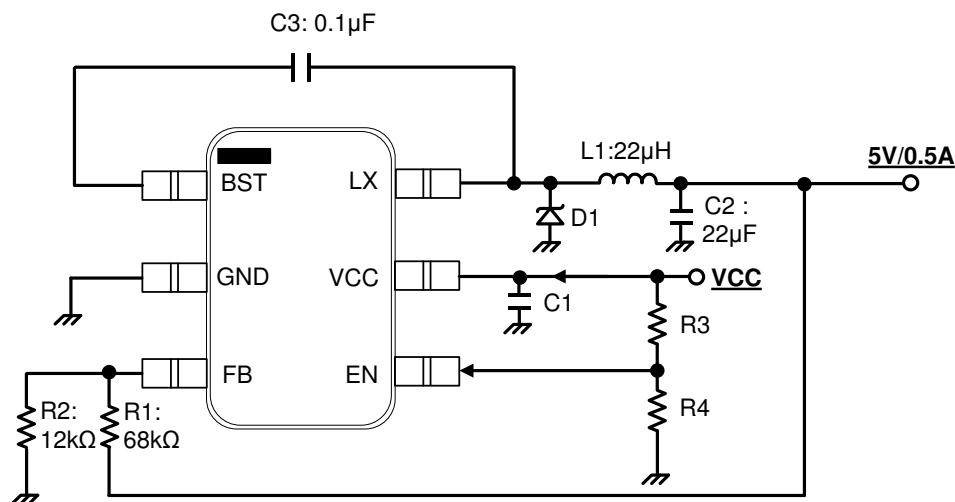 C3: 0.1µF
BST
LX
L1:22µH
5V/0.5A
D1
C2 :
22µF
GND
VCC
VCC
C1
R3
FB
EN
R4
R2:
12kΩ
R1:
68kΩ